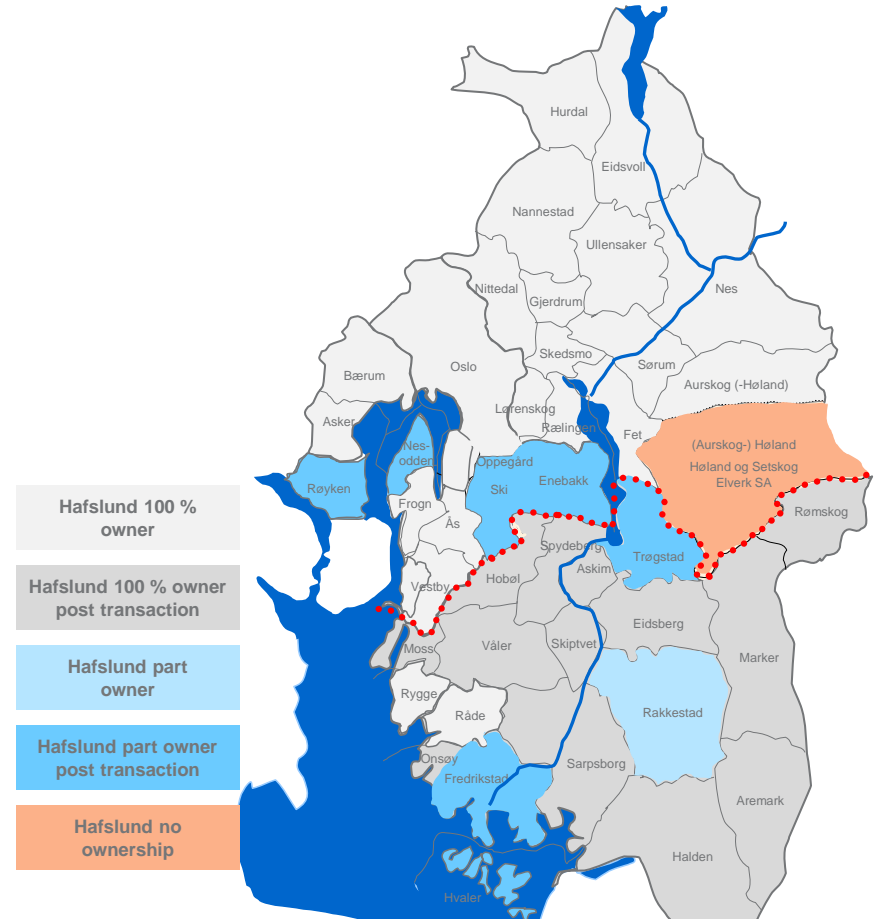 Hurdal
Eidsvoll
Nannestad
Ullensaker
Nittedal
Gjerdrum
Nes
Skedsmo
Oslo
Sørum
Bærum
Aurskog (-Høland)
Asker
Lørenskog
Rælingen
Fet
(Aurskog-) Høland
Høland og Setskog
Elverk SA
Nes-
odden
Oppegård
Enebakk
Ski
Røyken
Frogn
Ås
Rømskog
Spydeberg
Askim
Trøgstad
Vestby
Hobøl
Eidsberg
Moss
Våler
Skiptvet
Marker
Rygge
Råde
Rakkestad
Onsøy
Fredrikstad
Sarpsborg
Aremark
Halden
Hvaler
Hafslund 100 %
owner
Hafslund 100 % owner
post transaction
Hafslund part
owner
Hafslund part owner
post transaction
Hafslund no
ownership